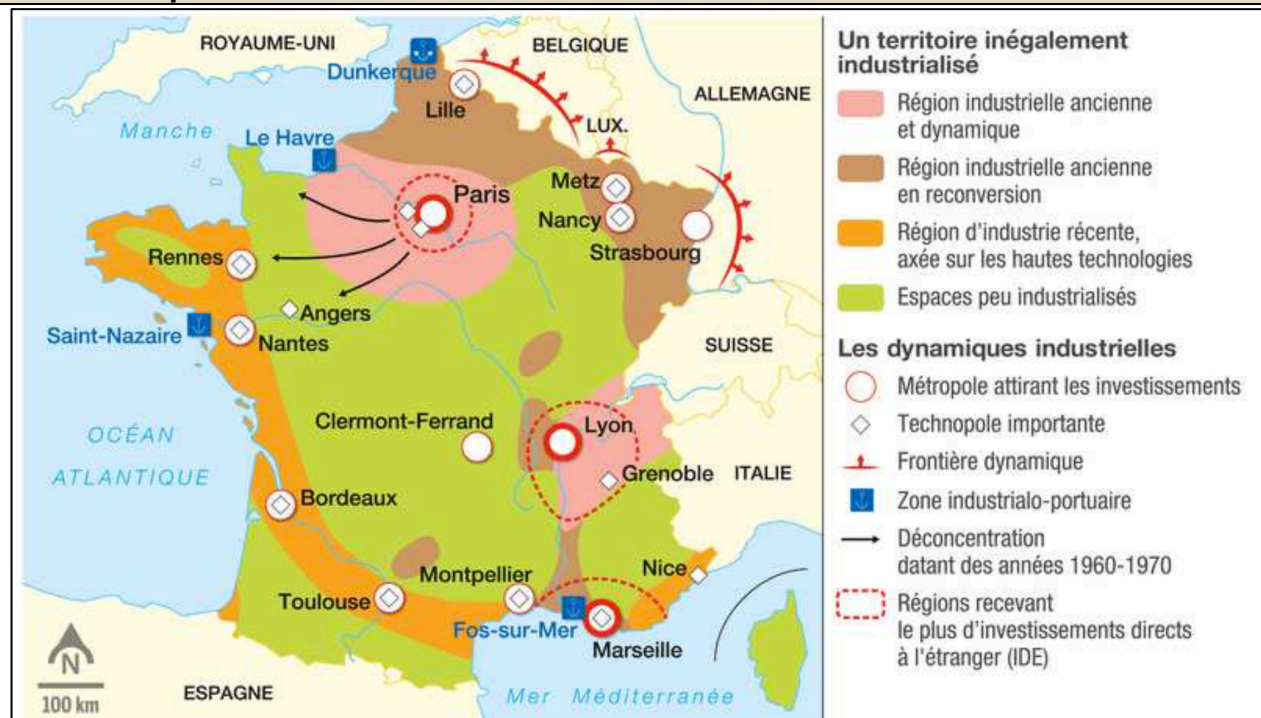 ROYAUME-UNI
BELGIQUE
Dunkerque
Lille
ALLEMAGNE
Manche
LUX.
Le Havre
Paris
Metz
Nancy
Strasbourg
Rennes
Angers
Saint-Nazaire
Nantes
SUISSE
Clermont-Ferrand
Lyon
OCÉAN
ATLANTIQUE
Grenoble
ITALIE
Bordeaux
Montpellier
Nice
Toulouse
Fos-sur-Mer
Marseille
N
100 km
ESPAGNE
Mer Méditerranée
Un territoire inégalement
industrialisé
Région industrielle ancienne
et dynamique
Région industrielle ancienne
en reconversion
Région d'industrie récente,
axée sur les hautes technologies
Espaces peu industrialisés
Les dynamiques industrielles
Métropole attirant les investissements
Technopole importante
Frontière dynamique
Zone industrialo-portuaire
Déconcentration
datant des années 1960-1970
Régions recevant
le plus d'investissements directs
à l'étranger (IDE)